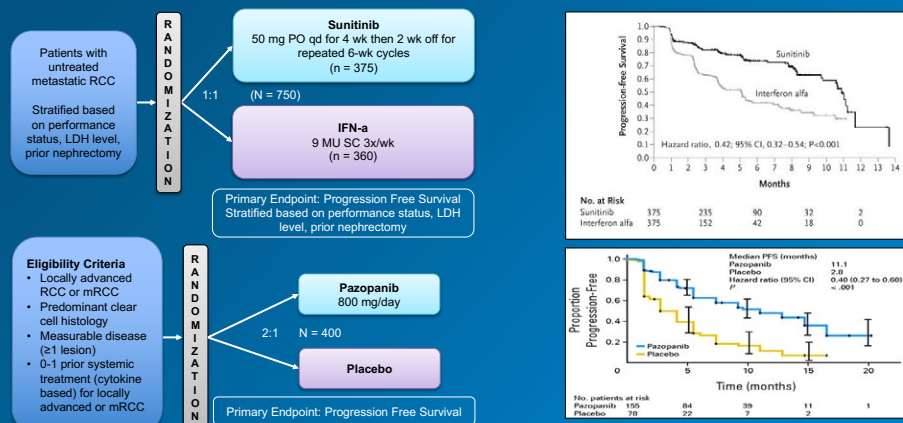 Patients with
untreated
metastatic RCC
Stratified based
on performance
status, LDH level,
prior nephrectomy
RANDOMIZATION
1:1
(N = 750)
Sunitinib
50 mg PO qd for 4 wk then 2 wk off for
repeated 6-wk cycles
(n = 375)
IFN-a
9 MU SC 3x/wk
(n = 360)
Primary Endpoint: Progression Free Survival
Stratified based on performance status, LDH
level, prior nephrectomy
Progression-free Survival
1.0
0.9
0.8
0.7
0.6
0.5
0.4
0.3
0.2
0.1
0.0
Sunitinib
Interferon alfa
Hazard ratio, 0.42; 95% CI, 0.32–0.54; P<0.001
0 1 2 3 4 5 6 7 8 9 10 11 12 13 14
Months
No. at Risk
Sunitinib 375 235 90 32 2
Interferon alfa 375 152 42 18 0
Eligibility Criteria
• Locally advanced
RCC or mRCC
• Predominant clear
cell histology
• Measurable disease
(≥1 lesion)
• 0-1 prior systemic
treatment (cytokine
based) for locally
advanced or mRCC
RANDOMIZATION
2:1 N = 400
Pazopanib
800 mg/day
Placebo
Primary Endpoint: Progression Free Survival
Proportion
Progression-Free
1.0
0.8
0.6
0.4
0.2
Median PFS (months)
Pazopanib 11.1
Placebo 2.8
Hazard ratio (95% CI) 0.40 (0.27 to 0.60)
P < .001
Pazopanib
Placebo
0 5 10 15 20
Time (months)
No. patients at risk
Pazopanib 155 84 39 11 1
Placebo 78 22 7 2